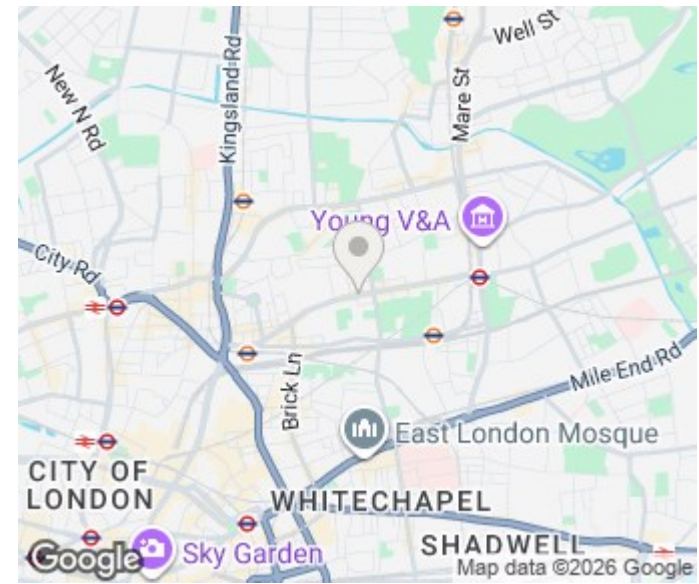 Well St
New N Rd
Kingsland Rd
Mare St
Young V&A
City Rd
Brick Ln
Mile End Rd
East London Mosque
CITY OF
LONDON
WHITECHAPEL
SHADWELL
Sky Garden
Google
Map data ©2026 Google